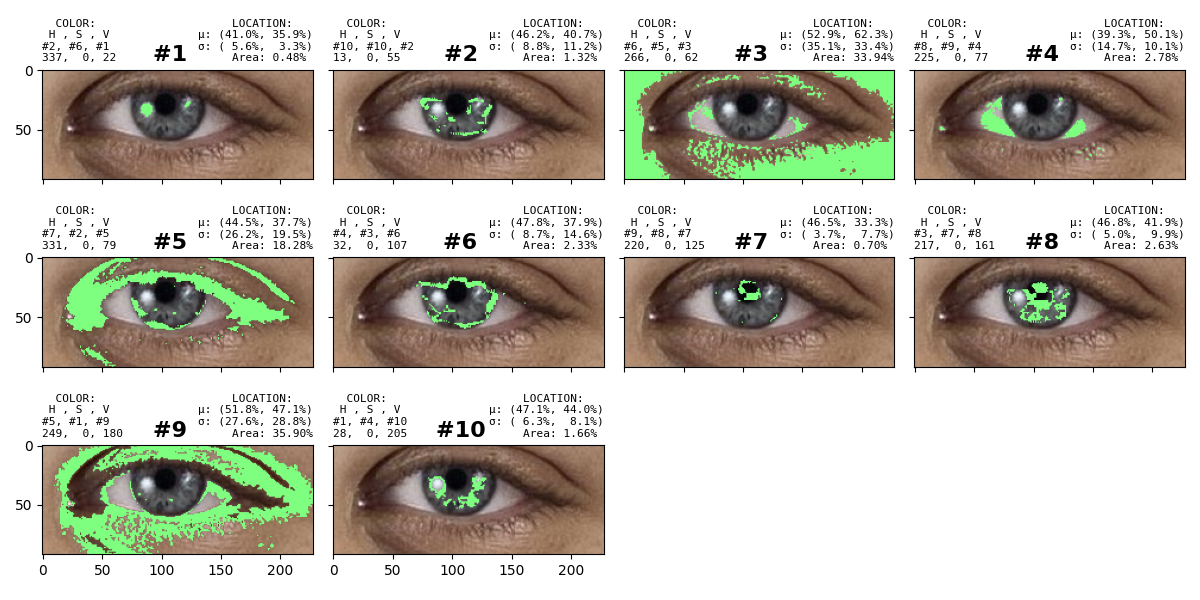 COLOR: LOCATION:
H , S , V μ: (41.0%, 35.9%)
#2, #6, #1 σ: ( 5.6%, 3.3%)
337, 0, 22 #1 Area: 0.48%
COLOR: LOCATION:
H , S , V μ: (46.2%, 40.7%)
#10, #10, #2 σ: ( 8.8%, 11.2%)
13, 0, 55 #2 Area: 1.32%
COLOR: LOCATION:
H , S , V μ: (52.9%, 62.3%)
#6, #5, #3 σ: (35.1%, 33.4%)
266, 0, 62 #3 Area: 33.94%
COLOR: LOCATION:
H , S , V μ: (39.3%, 50.1%)
#8, #9, #4 σ: (14.7%, 10.1%)
225, 0, 77 #4 Area: 2.78%
0
50
COLOR: LOCATION:
H , S , V μ: (44.5%, 37.7%)
#7, #2, #5 σ: (26.2%, 19.5%)
331, 0, 79 #5 Area: 18.28%
COLOR: LOCATION:
H , S , V μ: (47.8%, 37.9%)
#4, #3, #6 σ: ( 8.7%, 14.6%)
32, 0, 107 #6 Area: 2.33%
COLOR: LOCATION:
H , S , V μ: (46.5%, 33.3%)
#9, #8, #7 σ: ( 3.7%, 7.7%)
220, 0, 125 #7 Area: 0.70%
COLOR: LOCATION:
H , S , V μ: (46.8%, 41.9%)
#3, #7, #8 σ: ( 5.0%, 9.9%)
217, 0, 161 #8 Area: 2.63%
0
50
COLOR: LOCATION:
H , S , V μ: (51.8%, 47.1%)
#5, #1, #9 σ: (27.6%, 28.8%)
249, 0, 180 #9 Area: 35.90%
COLOR: LOCATION:
H , S , V μ: (47.1%, 44.0%)
#1, #4, #10 σ: ( 6.3%, 8.1%)
28, 0, 205 #10 Area: 1.66%
0
50
0 50 100 150 200
0 50 100 150 200